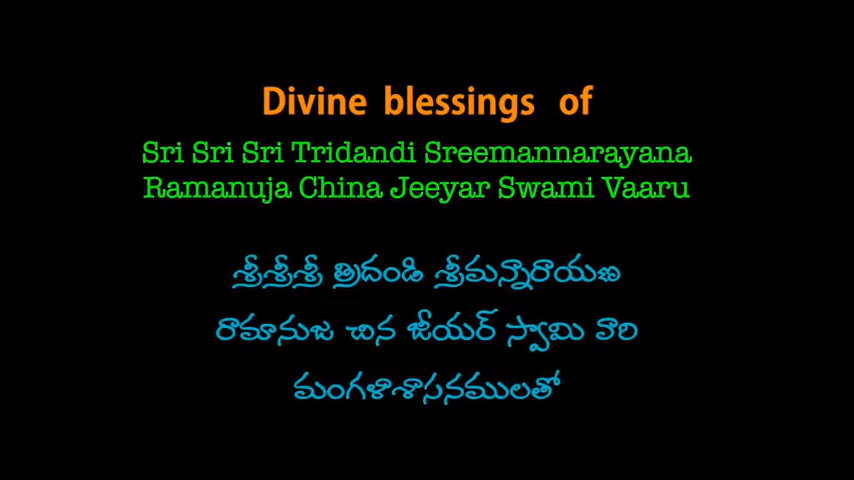 Divine blessings of
Sri Sri Sri Tridandi Sreemannarayana
Ramanuja China Jeeyar Swami Vaaru
శ్రీశ్రీశ్రీ త్రిదండి శ్రీమన్నారాయణ
రామానుజ చిన జీయర్ స్వామి వారి
మంగళాశాసనములతో